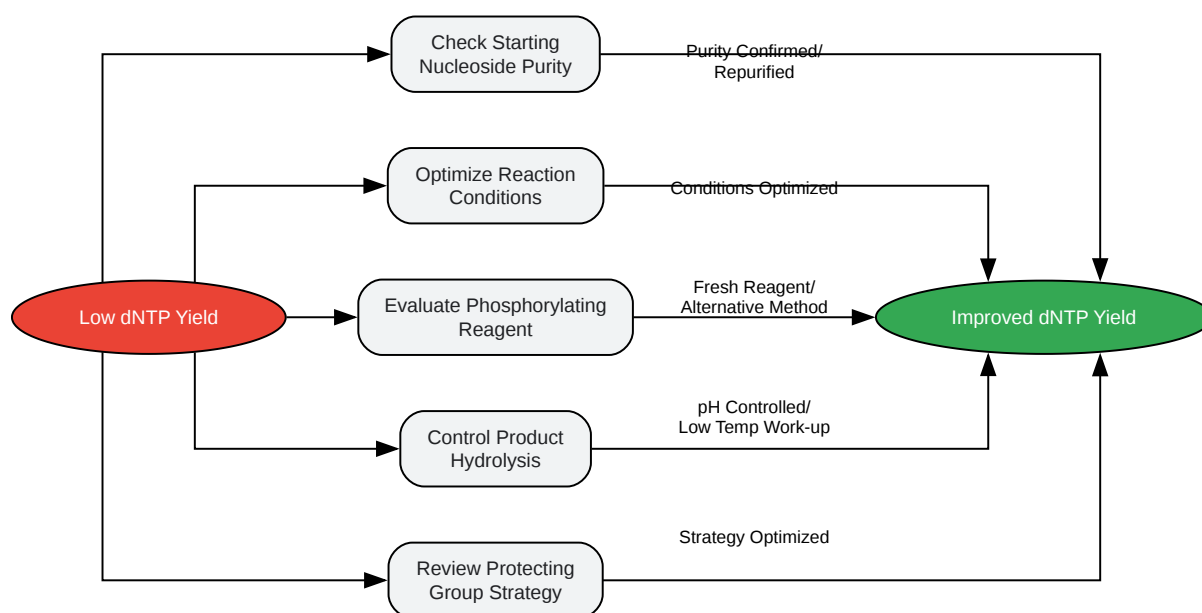 Check Starting
Nucleoside Purity
Purity Confirmed/
Repurified
Optimize Reaction
Conditions
Conditions Optimized
Low dNTP Yield
Evaluate Phosphorylating
Reagent
Fresh Reagent/
Alternative Method
Improved dNTP Yield
Control Product
Hydrolysis
pH Controlled/
Low Temp Work-up
Review Protecting
Group Strategy
Strategy Optimized